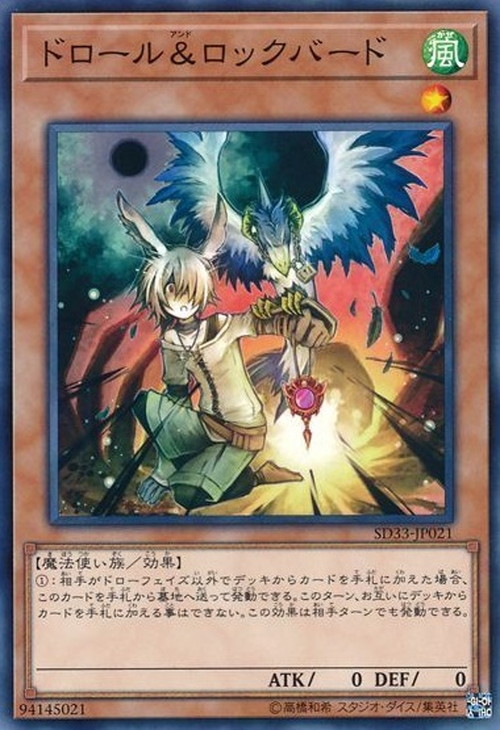 ドロール&ロックバード
風
SD33-JP021
【魔法使い族/効果】
①:相手がドローフェイズ以外でデッキからカードを手札に加えた場合、
このカードを手札から墓地へ送って発動できる。このターン、お互いにデッキから
カードを手札に加える事はできない。この効果は相手ターンでも発動できる。
ATK/ 0 DEF/ 0
94145021 ©高橋和希 スタジオ・ダイス/集英社